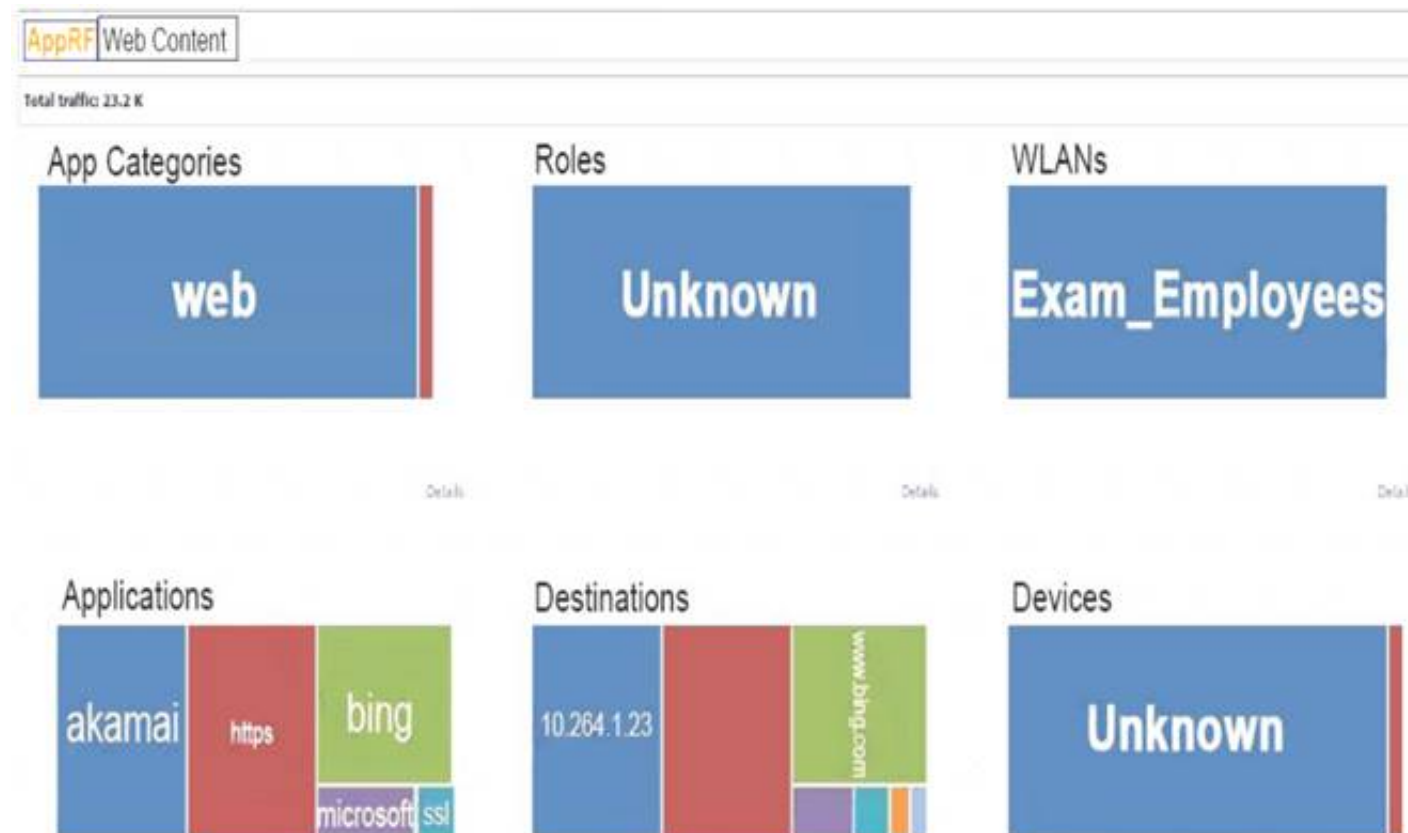 AppRF Web Content
Total traffic: 23.2 K
App Categories
Roles
WLANs
web
Unknown
Exam_Employees
Details
Details
Detail
Applications
Destinations
Devices
akamai
https
bing
microsoft
ssl
10.264.1.23
www.bing.com
Unknown